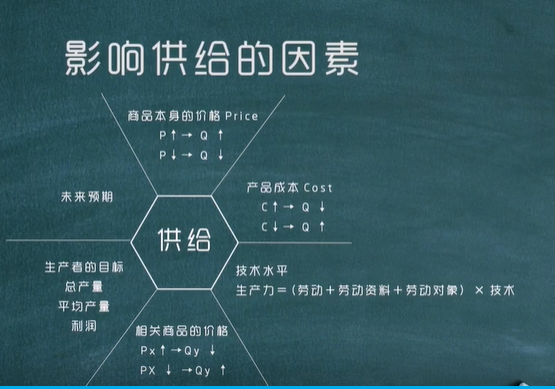 影响供给的因素
商品本身的价格 Price
P↑→ Q ↑
P↓→ Q ↓
产品成本 Cost
C↑→ Q ↓
C↓→ Q ↑
技术水平
生产力＝(劳动＋劳动资料＋劳动对象) × 技术
相关商品的价格
Px↑→Qy ↓
PX ↓ →Qy ↑
生产者的目标
总产量
平均产量
利润
未来预期
供给